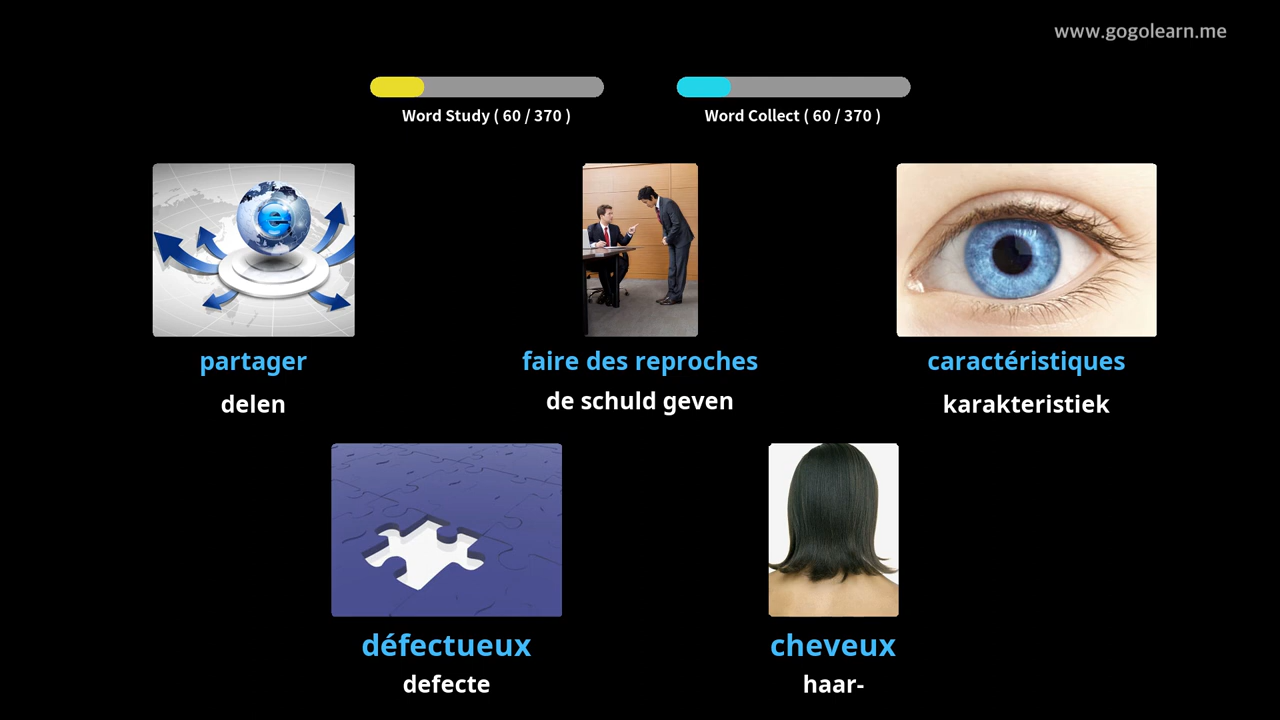 www.gogolearn.me
Word Study ( 60 / 370 )
Word Collect ( 60 / 370 )
e
partager
faire des reproches
caractéristiques
delen
de schuld geven
karakteristiek
défectueux
cheveux
defecte
haar-